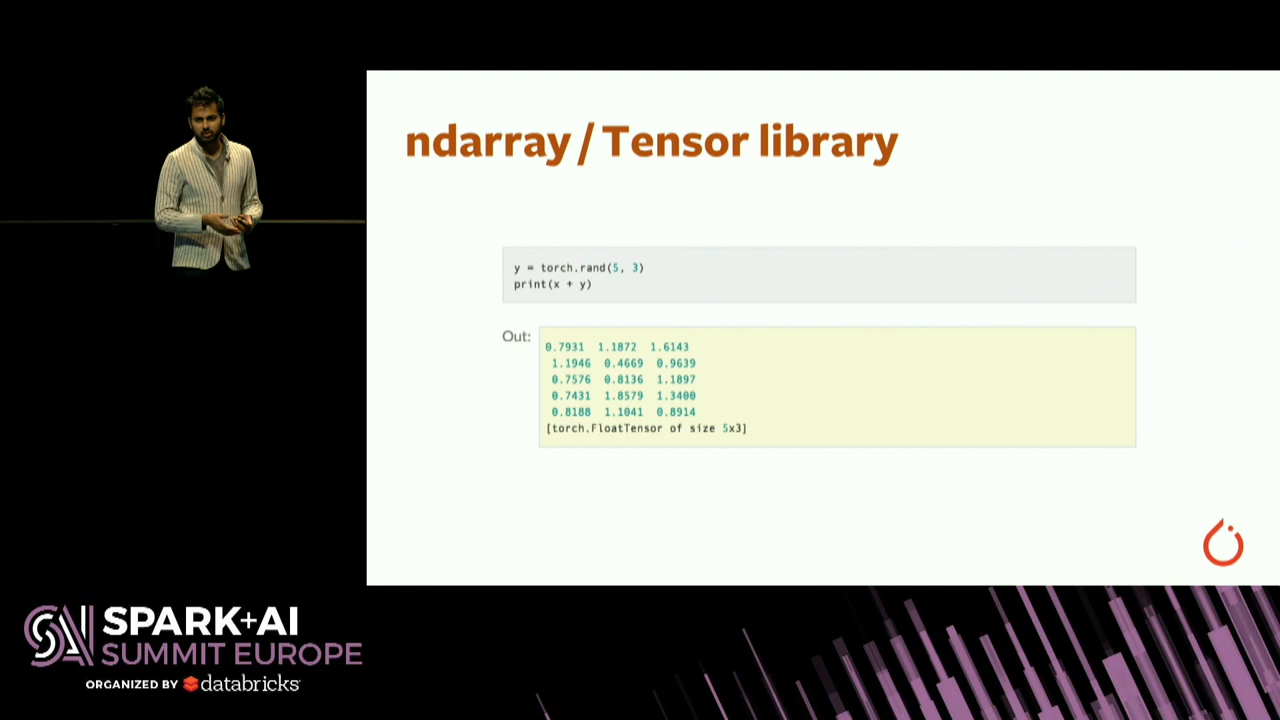 ndarray / Tensor library
y = torch.rand(5, 3)
print(x + y)
Out:
0.7931 1.1872 1.6143
1.1946 0.4669 0.9639
0.7576 0.8136 1.1897
0.7431 1.8579 1.3400
0.8188 1.1041 0.8914
[torch.FloatTensor of size 5x3]
SPARK+AI
SUMMIT EUROPE
ORGANIZED BY databricks